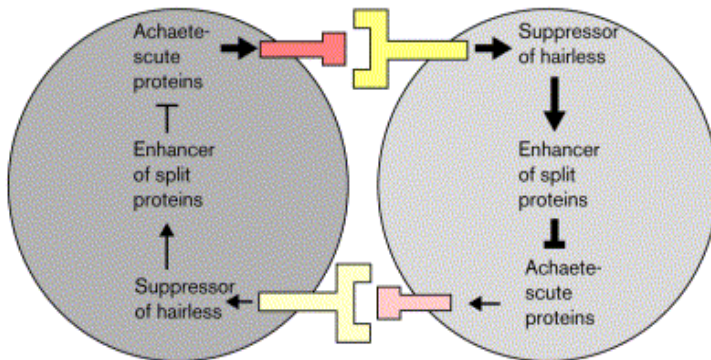 Achaete-
scute
proteins
Enhancer
of split
proteins
Suppressor
of hairless
Suppressor
of hairless
Enhancer
of split
proteins
Achaete-
scute
proteins